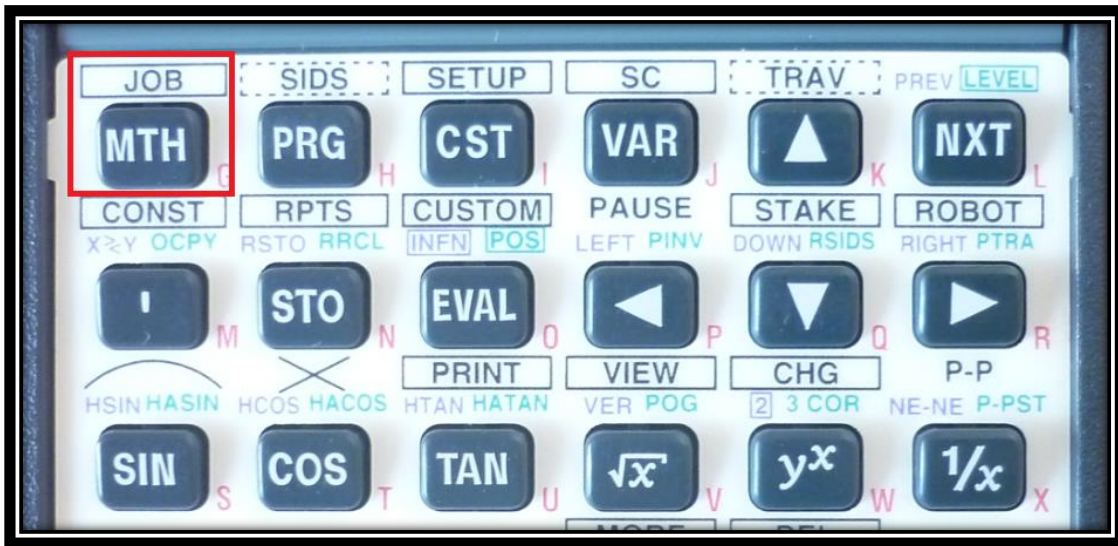 JOB SIDS SETUP SC TRAV PREV LEVEL
MTH PRG CST VAR ▲ NXT
G H I J K L
CONST RPTS CUSTOM PAUSE STAKE ROBOT
X≷Y OCPY RSTO RRCL INFN POS LEFT PINV DOWN RSIDS RIGHT PTRA
' STO EVAL ◀ ▼ ▶
M N O P Q R
PRINT VIEW CHG P-P
HSIN HASIN HCOS HACOS HTAN HATAN VER POG 2 3 COR NE-NE P-PST
SIN COS TAN √x yˣ 1/x
S T U V W X